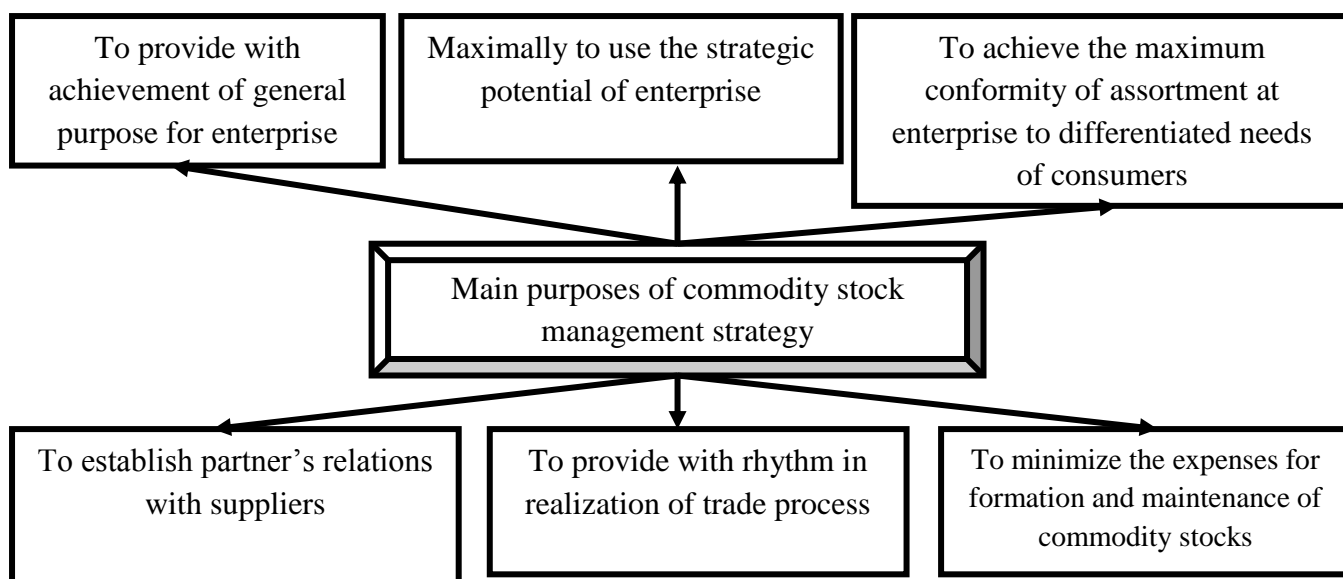 To provide with
achievement of general
purpose for enterprise
Maximally to use the strategic
potential of enterprise
To achieve the maximum
conformity of assortment at
enterprise to differentiated needs
of consumers
Main purposes of commodity stock
management strategy
To establish partner’s relations
with suppliers
To provide with rhythm in
realization of trade process
To minimize the expenses for
formation and maintenance of
commodity stocks